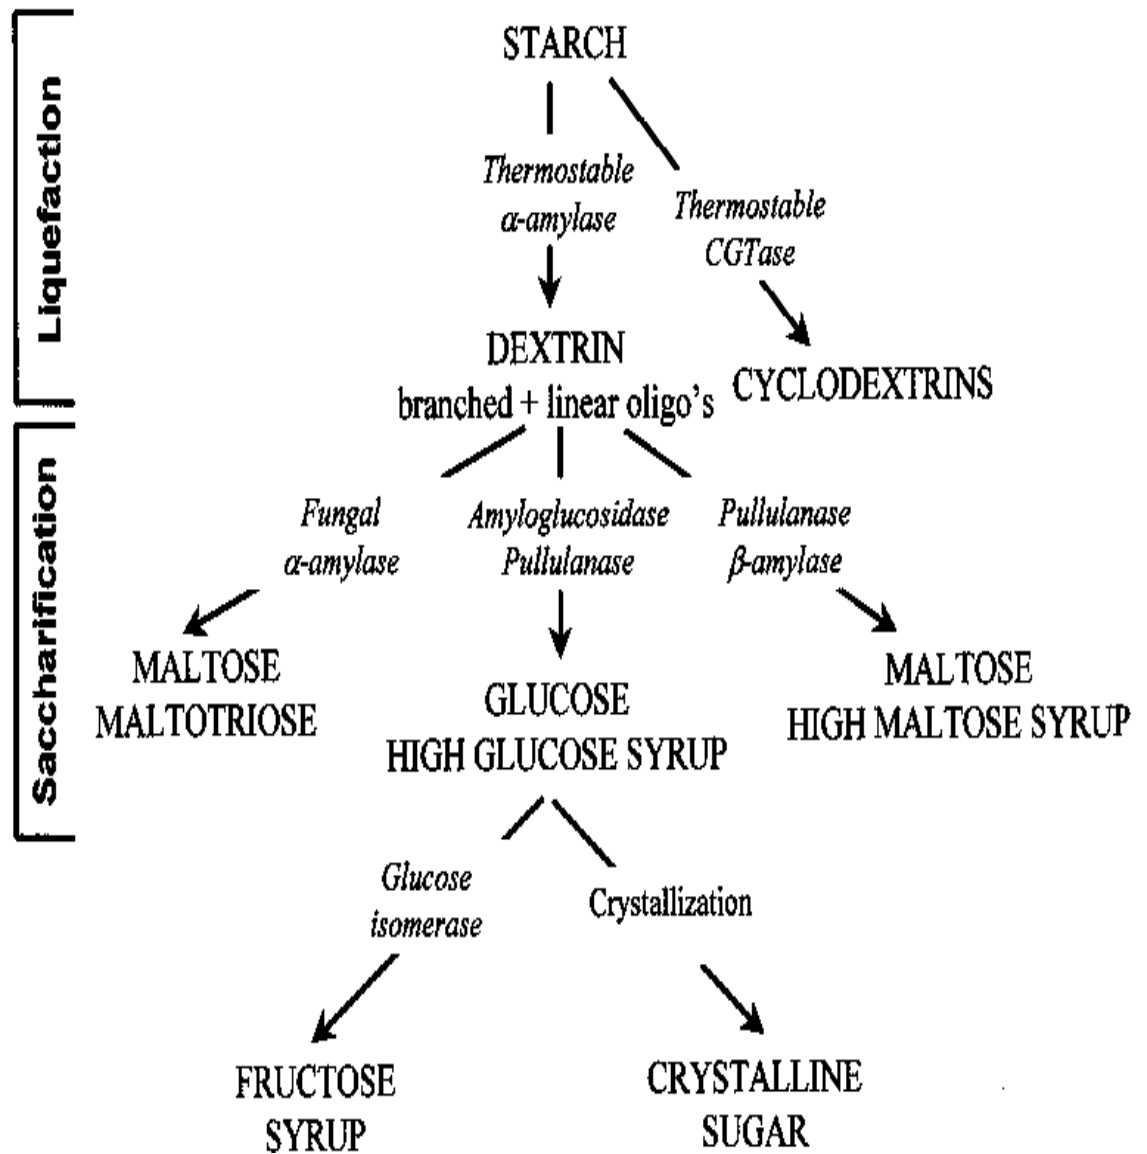 Liquefaction
STARCH
Thermostable
α-amylase
Thermostable
CGTase
DEXTRIN
branched + linear oligo's
CYCLODEXTRINS
Saccharification
Fungal
α-amylase
Amyloglucosidase
Pullulanase
Pullulanase
β-amylase
MALTOSE
MALTOTRIOSE
GLUCOSE
HIGH GLUCOSE SYRUP
MALTOSE
HIGH MALTOSE SYRUP
Glucose
isomerase
Crystallization
FRUCTOSE
SYRUP
CRYSTALLINE
SUGAR